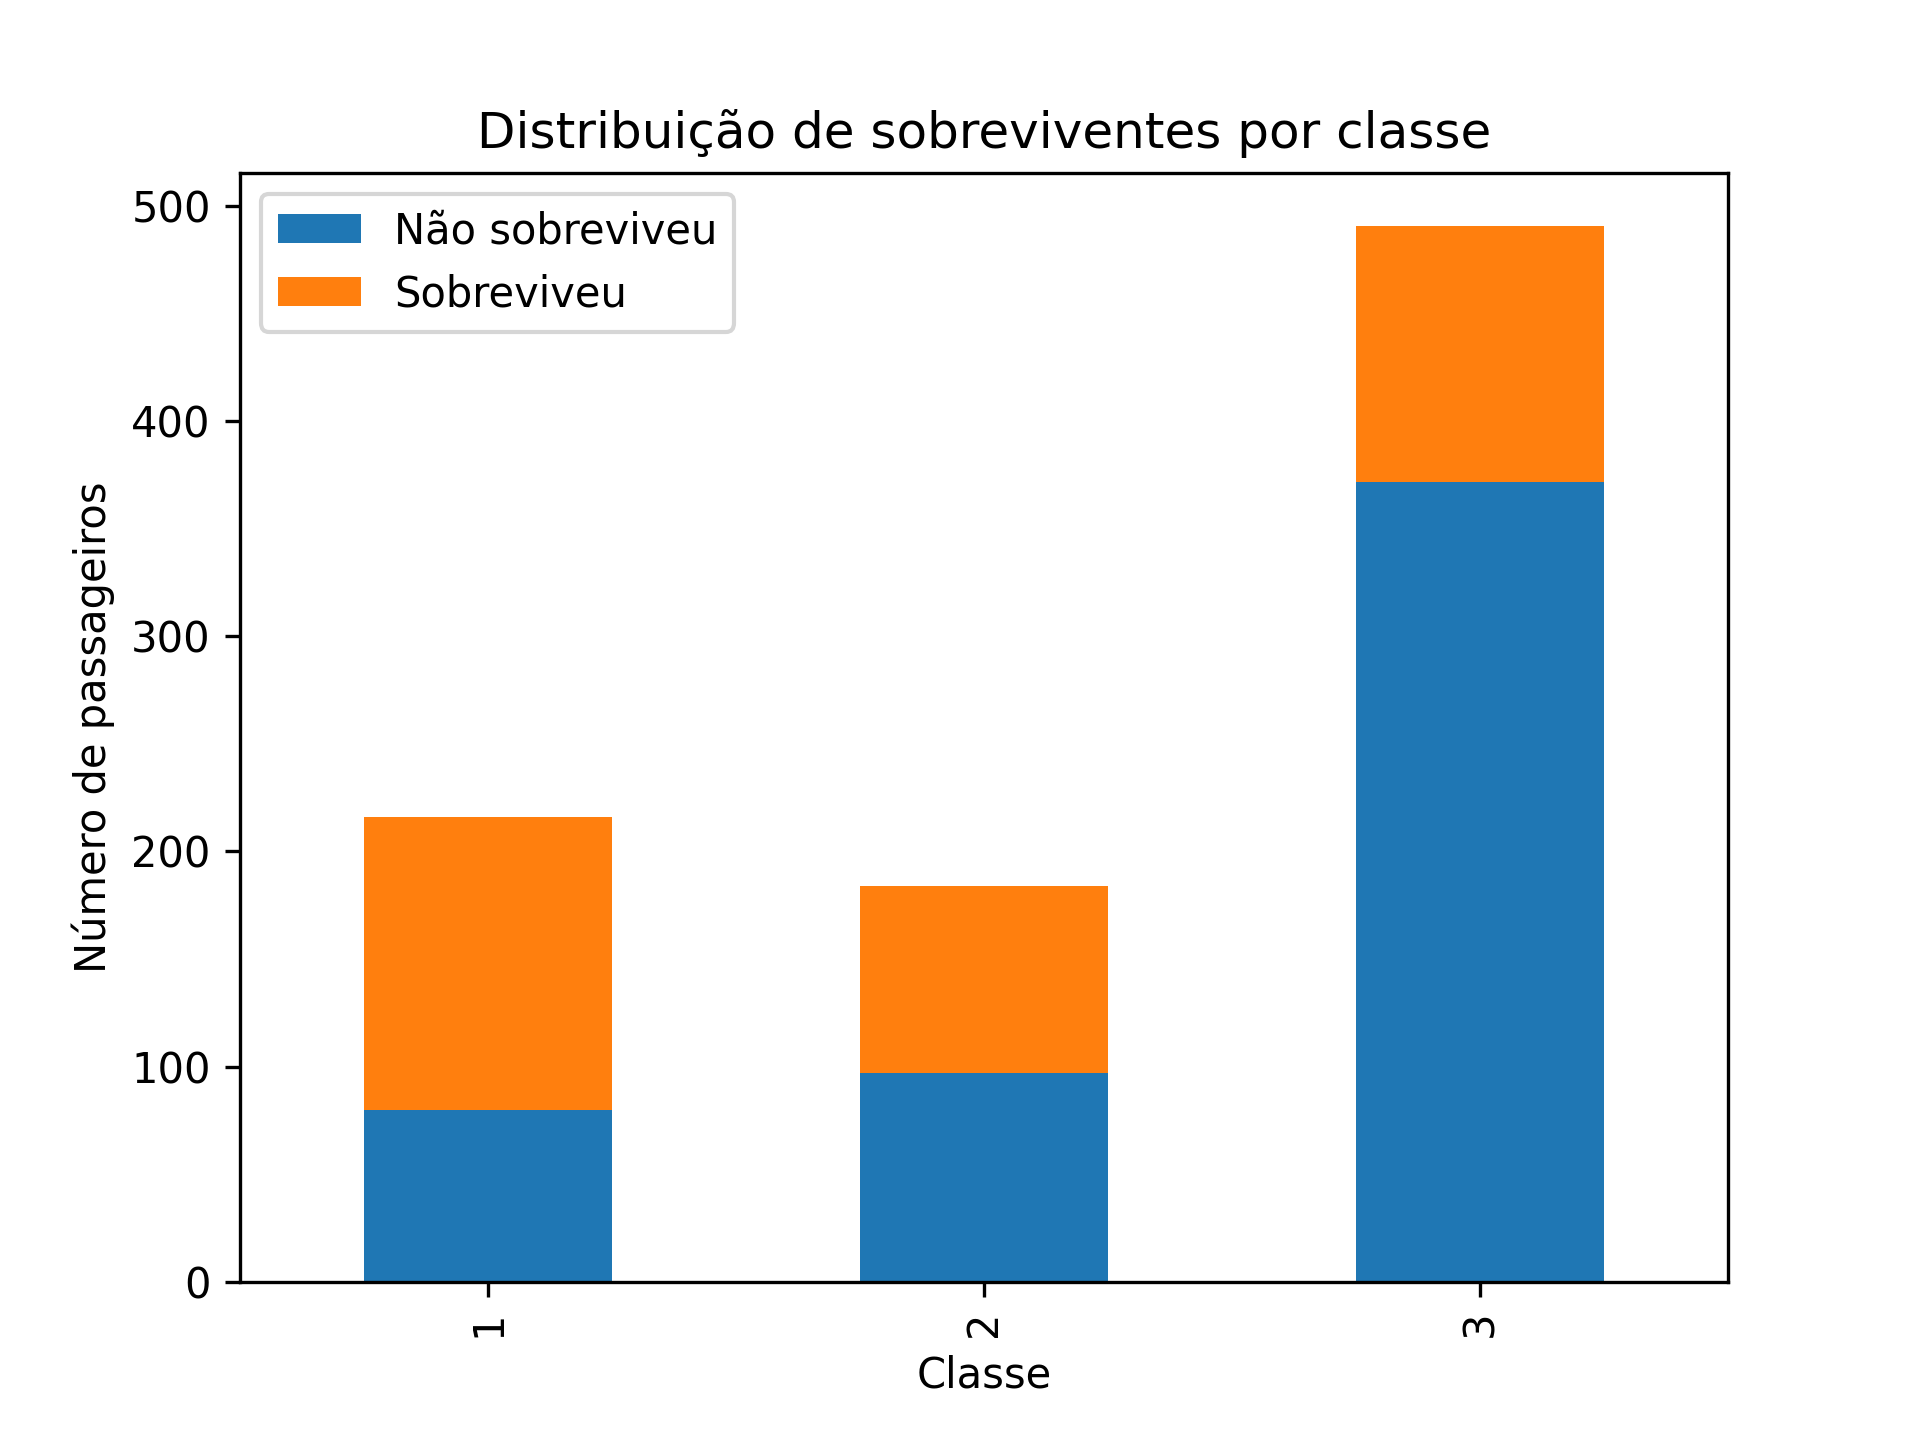 Distribuição de sobreviventes por classe
Não sobreviveu
Sobreviveu
500
400
300
200
100
0
Número de passageiros
1
2
3
Classe